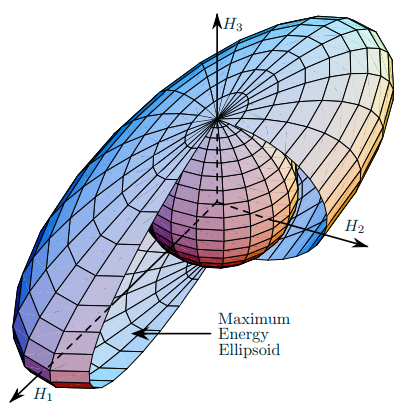 H₃
H₂
Maximum
Energy
Ellipsoid
H₁